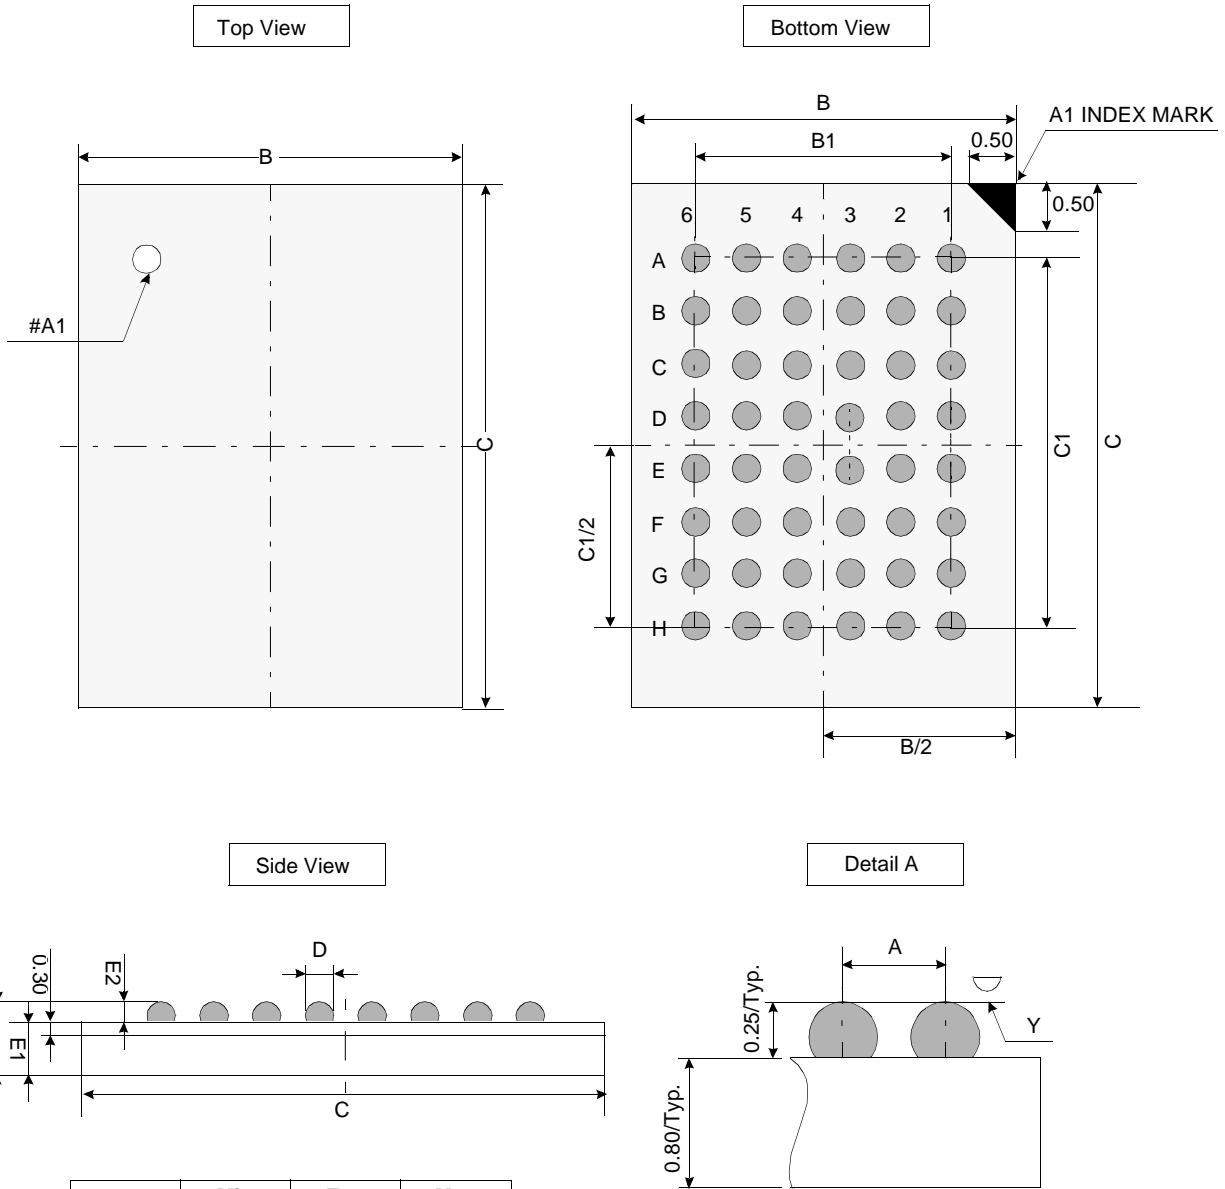 Top View
Bottom View
B
B
B1
0.50
A1 INDEX MARK
0.50
6 5 4 3 2 1
A
B
C
D
E
F
G
H
#A1
C
C1/2
C1
C
B/2
Side View
Detail A
0.30
E2
D
E1
C
A
0.25/Typ.
Y
0.80/Typ.